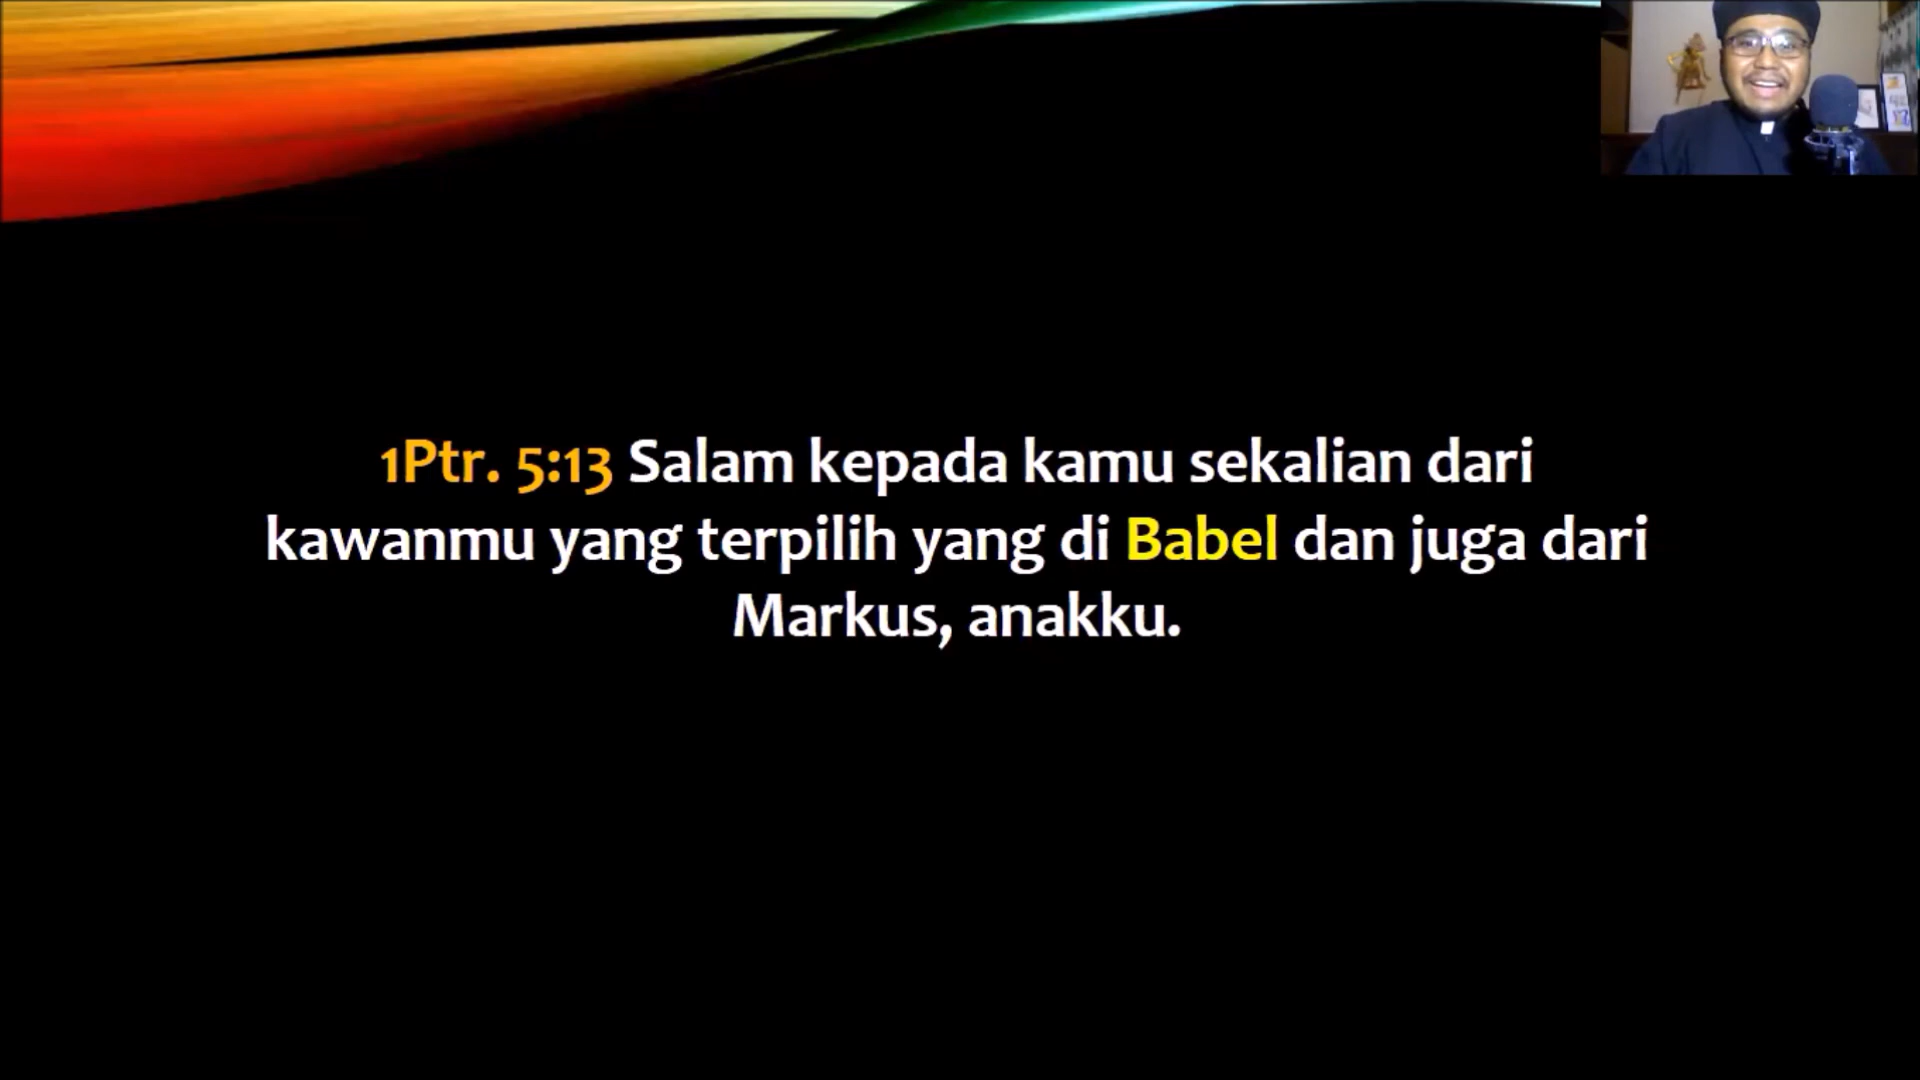 1Ptr. 5:13 Salam kepada kamu sekalian dari
kawanmu yang terpilih yang di Babel dan juga dari
Markus, anakku.